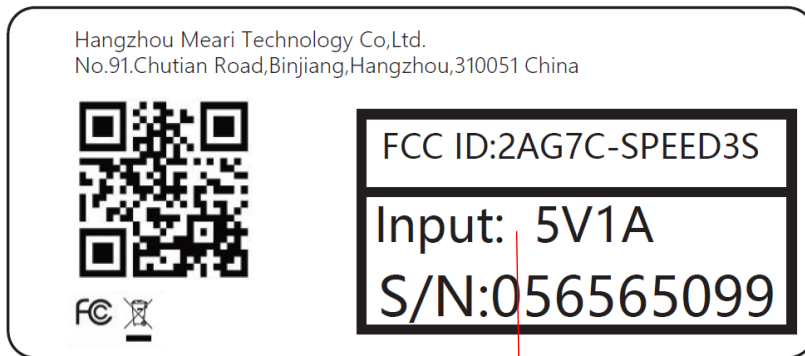 Hangzhou Meari Technology Co,Ltd.
No.91.Chutian Road,Binjiang,Hangzhou,310051 China
FCC ID:2AG7C-SPEED3S
Input: 5V1A
S/N:056565099
FC